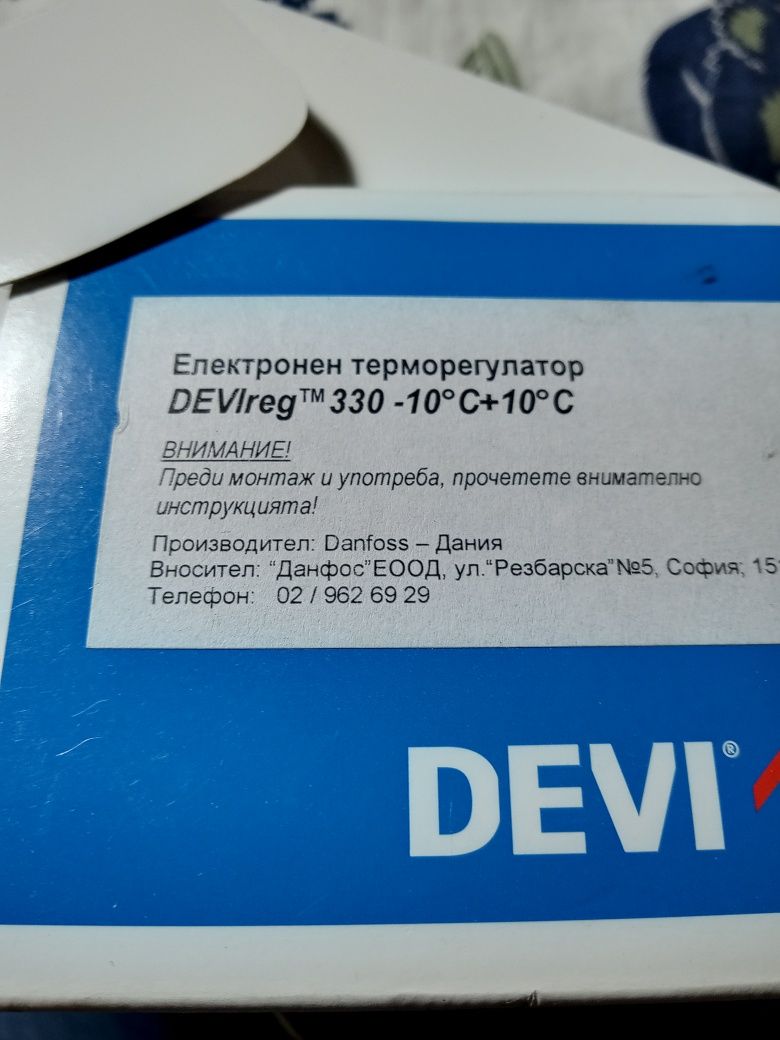 Електронен терморегулатор
DEVIreg™ 330 -10°C+10°C
ВНИМАНИЕ!
Преди монтаж и употреба, прочетете внимателно
инструкцията!
Производител: Danfoss – Дания
Вносител: “Данфос”ЕООД, ул.“Резбарска”№5, София, 15
Телефон: 02 / 962 69 29
DEVI®